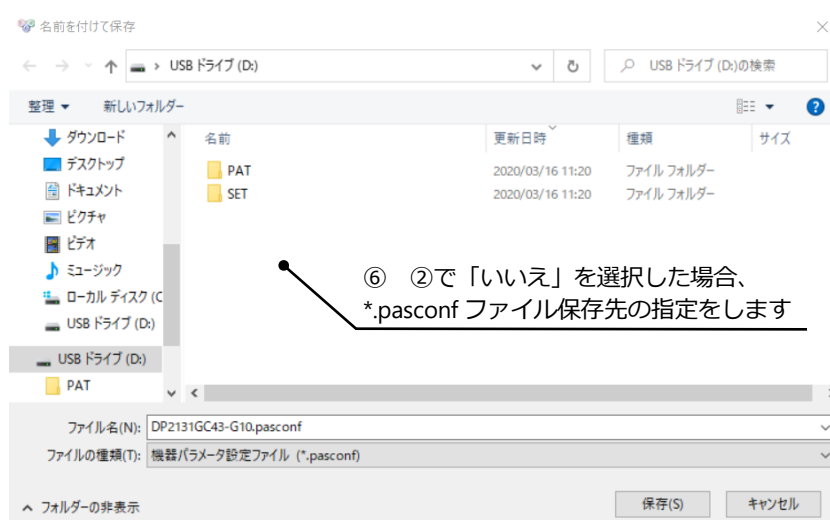 名前を付けて保存
USB ドライブ (D:)
USB ドライブ (D:)の検索
整理
新しいフォルダー
ダウンロード
デスクトップ
ドキュメント
ピクチャ
ビデオ
ミュージック
ローカル ディスク (C
USB ドライブ (D:)
USB ドライブ (D:)
PAT
名前 更新日時 種類 サイズ
PAT 2020/03/16 11:20 ファイル フォルダー
SET 2020/03/16 11:20 ファイル フォルダー
⑥ ②で「いいえ」を選択した場合、
*.pasconf ファイル保存先の指定をします
ファイル名(N): DP2131GC43-G10.pasconf
ファイルの種類(T): 機器パラメータ設定ファイル (*.pasconf)
フォルダーの非表示
保存(S)
キャンセル